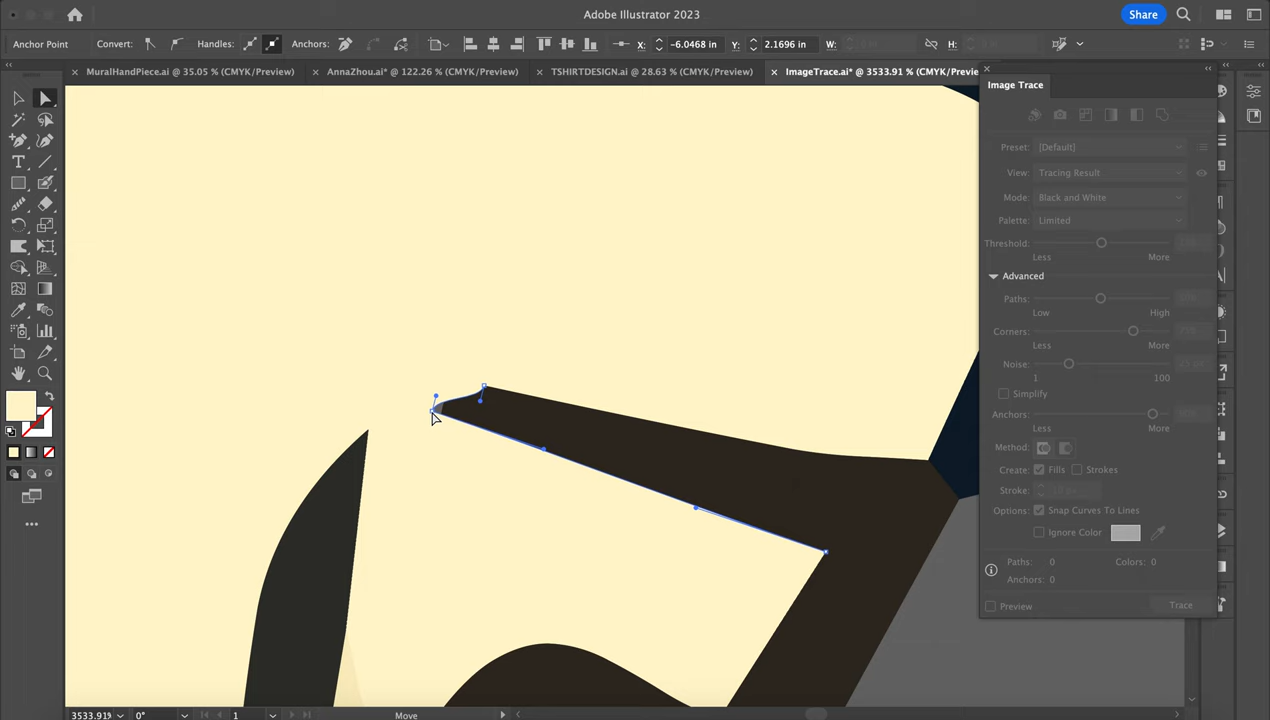 Adobe Illustrator 2023
Share
Anchor Point Convert: Handles: Anchors: X: -6.0468 in Y: 2.1696 in W: H:
× MuralHandPiece.ai @ 35.05 % (CMYK/Preview) × AnnaZhou.ai* @ 122.26 % (CMYK/Preview) × TSHIRTDESIGN.ai @ 28.63 % (CMYK/Preview) × ImageTrace.ai* @ 3533.91 % (CMYK/Previe
Image Trace
Preset: [Default]
View: Tracing Result
Mode: Black and White
Palette: Limited
Threshold:
Less More
Advanced
Paths:
Low High
Corners:
Less More
Noise:
1 100
Simplify
Anchors:
Less More
Method:
Create: Fills Strokes
Stroke:
Options: Snap Curves To Lines
Ignore Color
Paths: 0 Colors: 0
Anchors: 0
Preview Trace
3533.91% 0° 1 Move